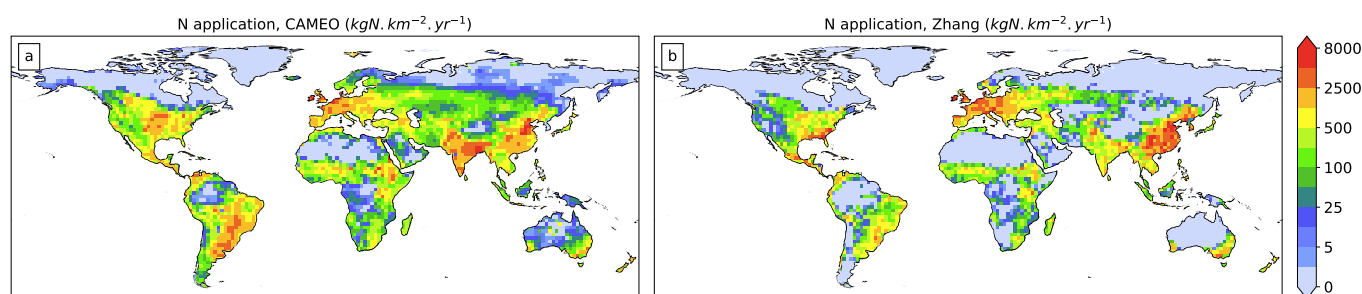 N application, CAMEO (kgN.km⁻².yr⁻¹)
N application, Zhang (kgN.km⁻².yr⁻¹)
a
b
8000
2500
500
100
25
5
0